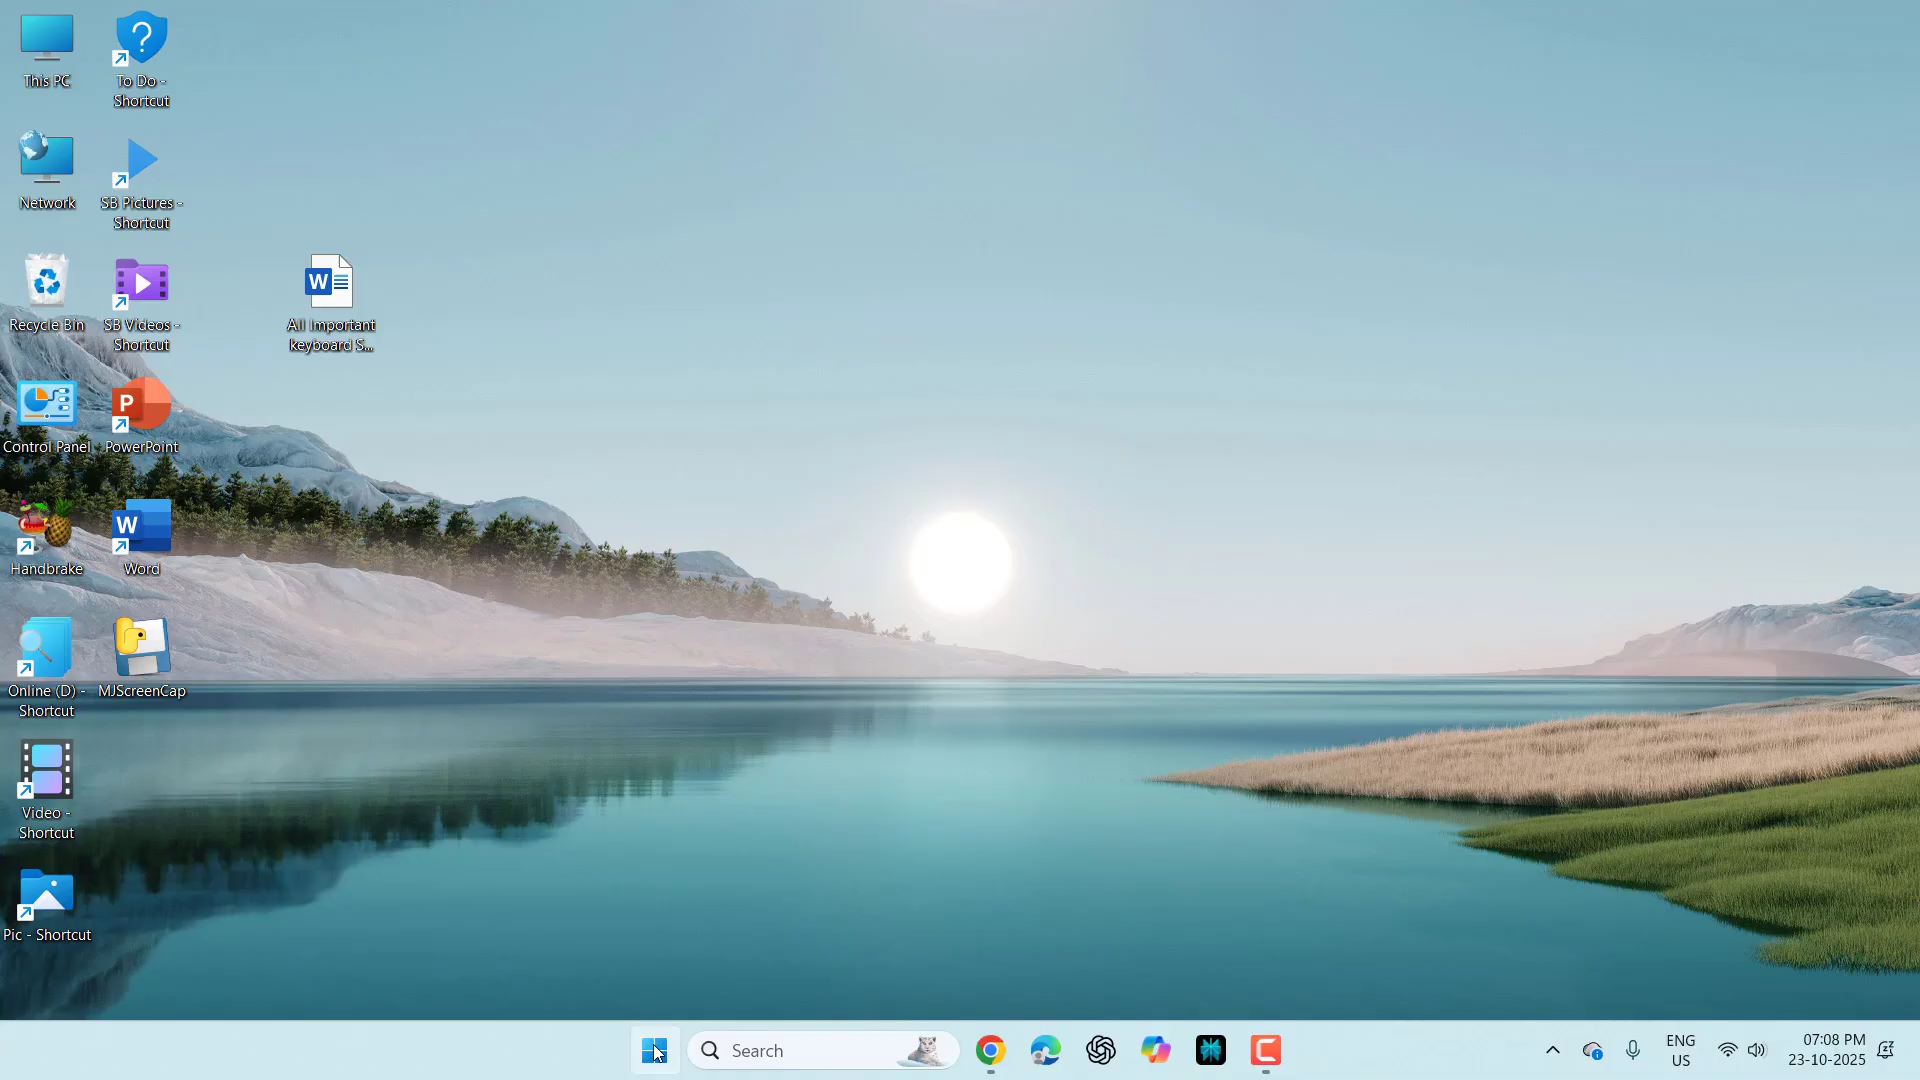 This PC
To Do -
Shortcut
Network
SB Pictures -
Shortcut
Recycle Bin
SB Videos -
Shortcut
W
All Important
keyboard S...
Control Panel
P
PowerPoint
Handbrake
W
Word
Online (D) -
Shortcut
MJScreenCap
Video -
Shortcut
Pic - Shortcut
Search
ENG
US
07:08 PM
23-10-2025